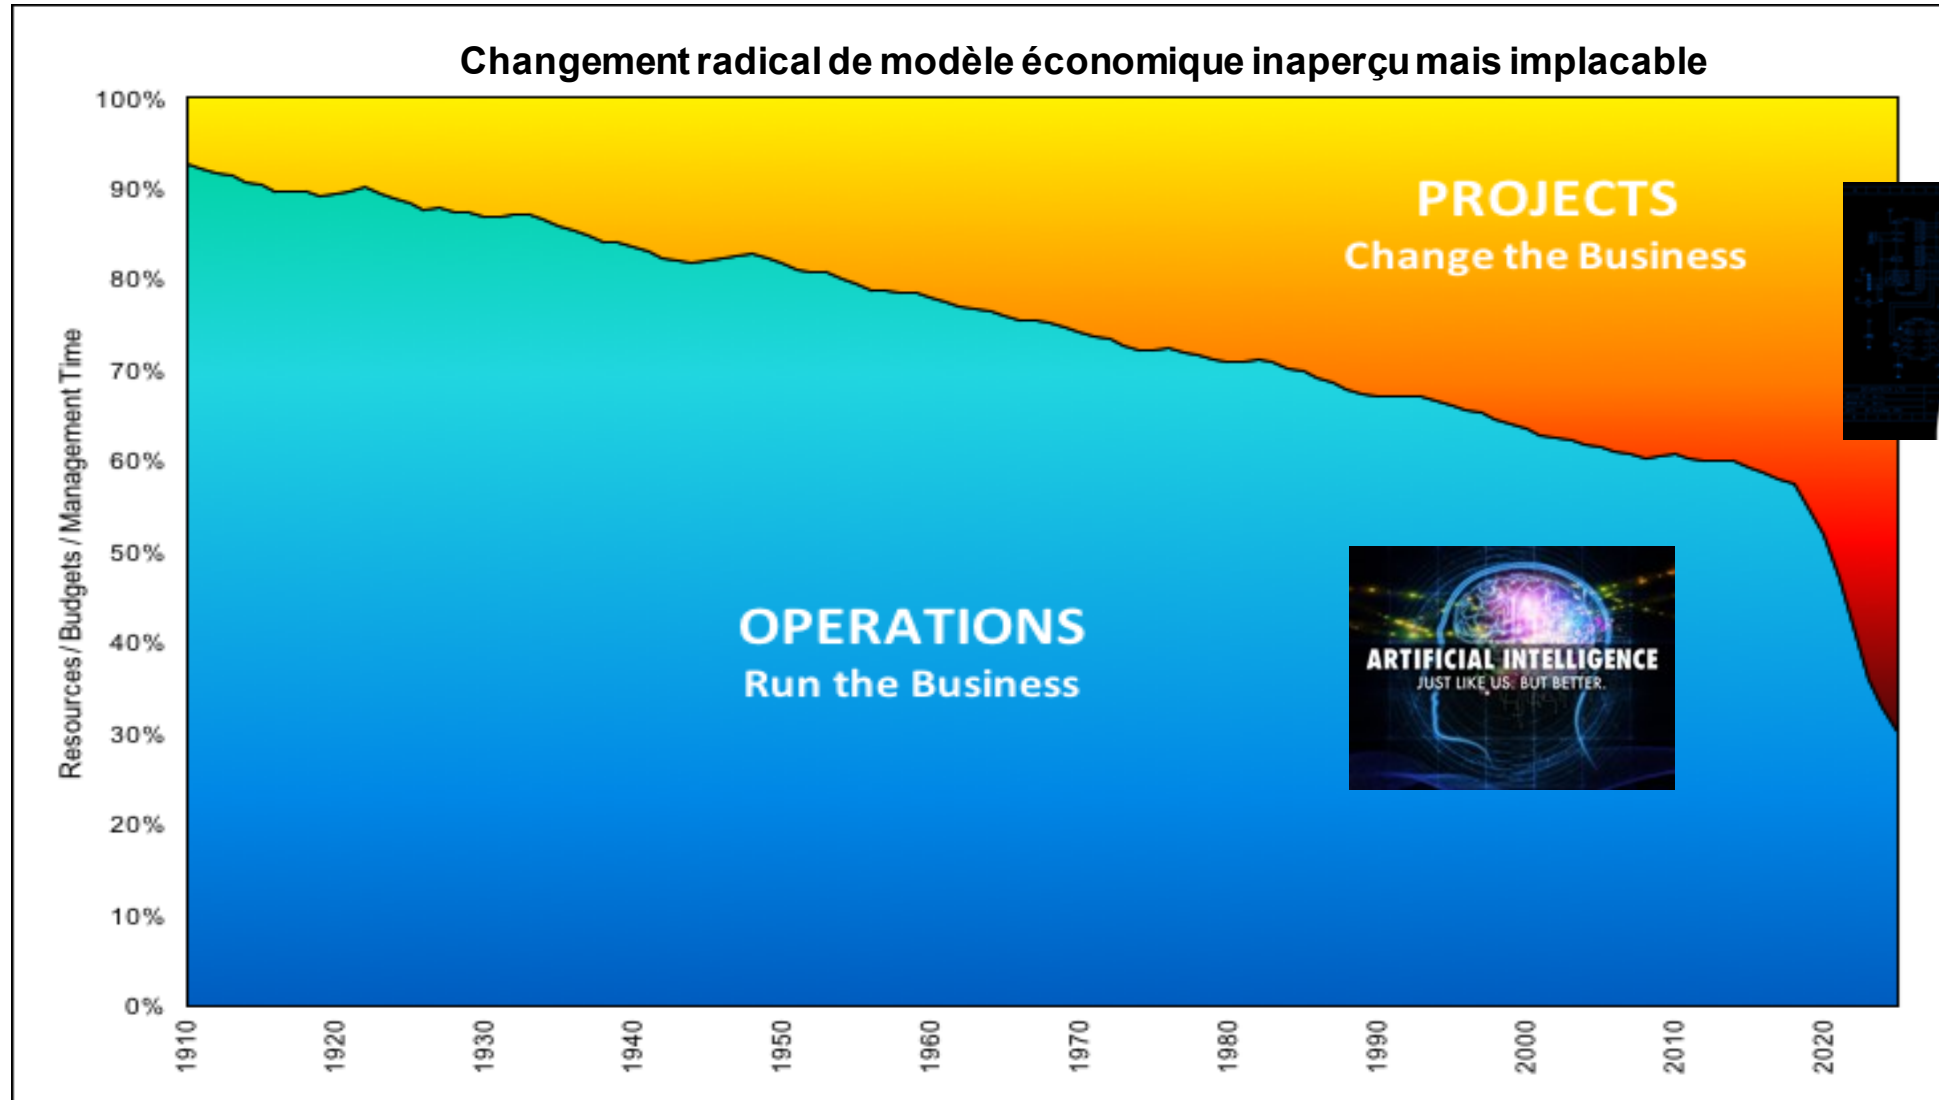 Changement radical de modèle économique inaperçu mais implacable
100%
90%
80%
70%
60%
50%
40%
30%
20%
10%
0%
Resources / Budgets / Management Time
PROJECTS
Change the Business
OPERATIONS
Run the Business
ARTIFICIAL INTELLIGENCE
JUST LIKE US. BUT BETTER.
1910
1920
1930
1940
1950
1960
1970
1980
1990
2000
2010
2020